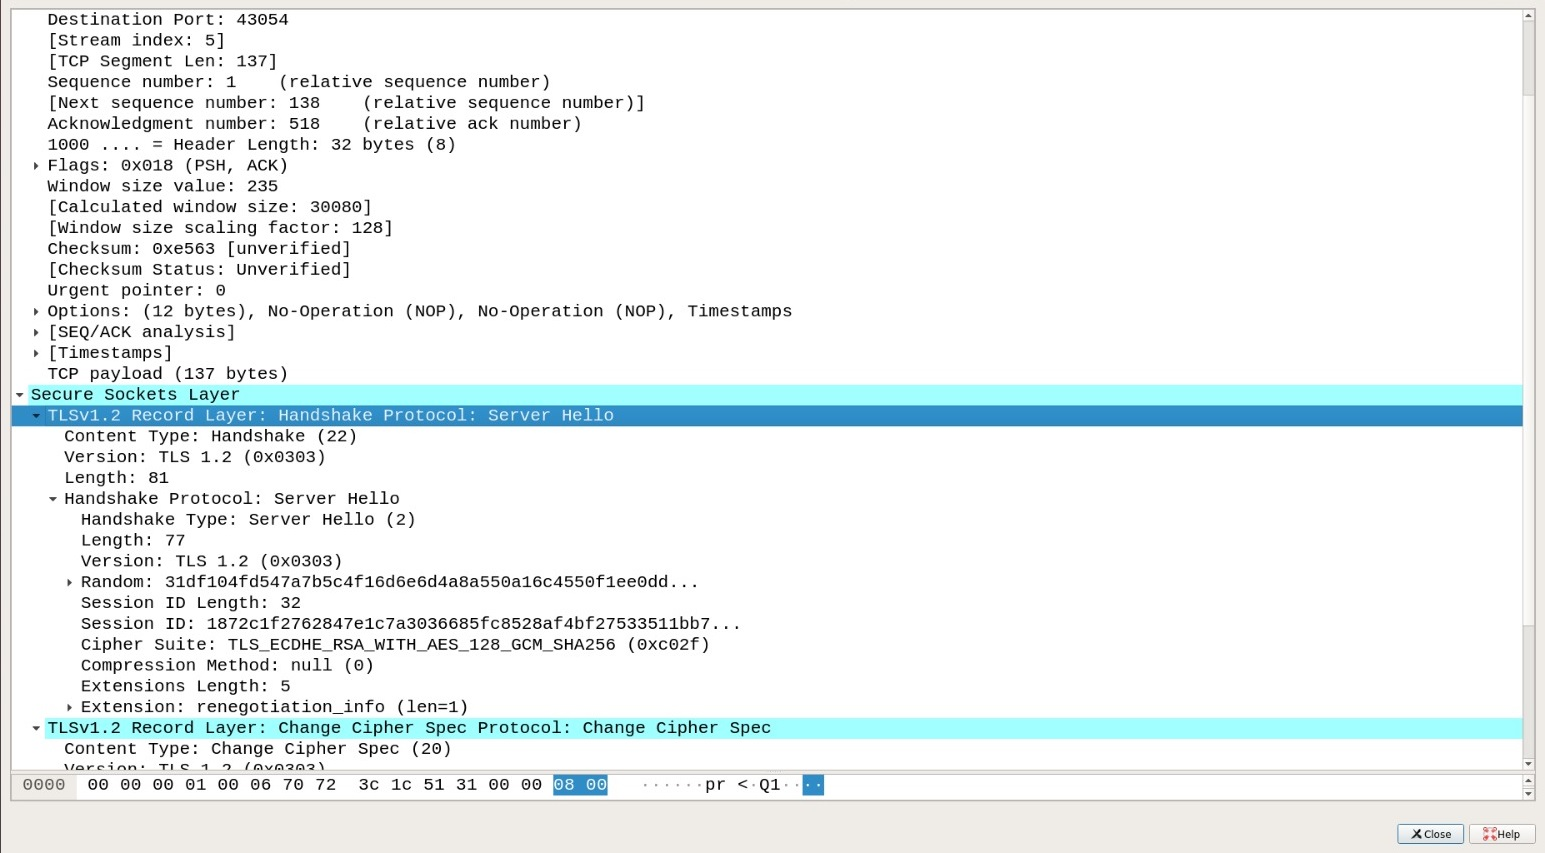 Destination Port: 43054
[Stream index: 5]
[TCP Segment Len: 137]
Sequence number: 1    (relative sequence number)
[Next sequence number: 138    (relative sequence number)]
Acknowledgment number: 518    (relative ack number)
1000 .... = Header Length: 32 bytes (8)
Flags: 0x018 (PSH, ACK)
Window size value: 235
[Calculated window size: 30080]
[Window size scaling factor: 128]
Checksum: 0xe563 [unverified]
[Checksum Status: Unverified]
Urgent pointer: 0
Options: (12 bytes), No-Operation (NOP), No-Operation (NOP), Timestamps
[SEQ/ACK analysis]
[Timestamps]
TCP payload (137 bytes)
Secure Sockets Layer
TLSv1.2 Record Layer: Handshake Protocol: Server Hello
Content Type: Handshake (22)
Version: TLS 1.2 (0x0303)
Length: 81
Handshake Protocol: Server Hello
Handshake Type: Server Hello (2)
Length: 77
Version: TLS 1.2 (0x0303)
Random: 31df104fd547a7b5c4f16d6e6d4a8a550a16c4550f1ee0dd...
Session ID Length: 32
Session ID: 1872c1f2762847e1c7a3036685fc8528af4bf27533511bb7...
Cipher Suite: TLS_ECDHE_RSA_WITH_AES_128_GCM_SHA256 (0xc02f)
Compression Method: null (0)
Extensions Length: 5
Extension: renegotiation_info (len=1)
TLSv1.2 Record Layer: Change Cipher Spec Protocol: Change Cipher Spec
Content Type: Change Cipher Spec (20)
Version: TLS 1.2 (0x0303)
0000 00 00 00 01 00 06 70 72 3c 1c 51 31 00 00 08 00 ······pr <·Q1····
Close Help